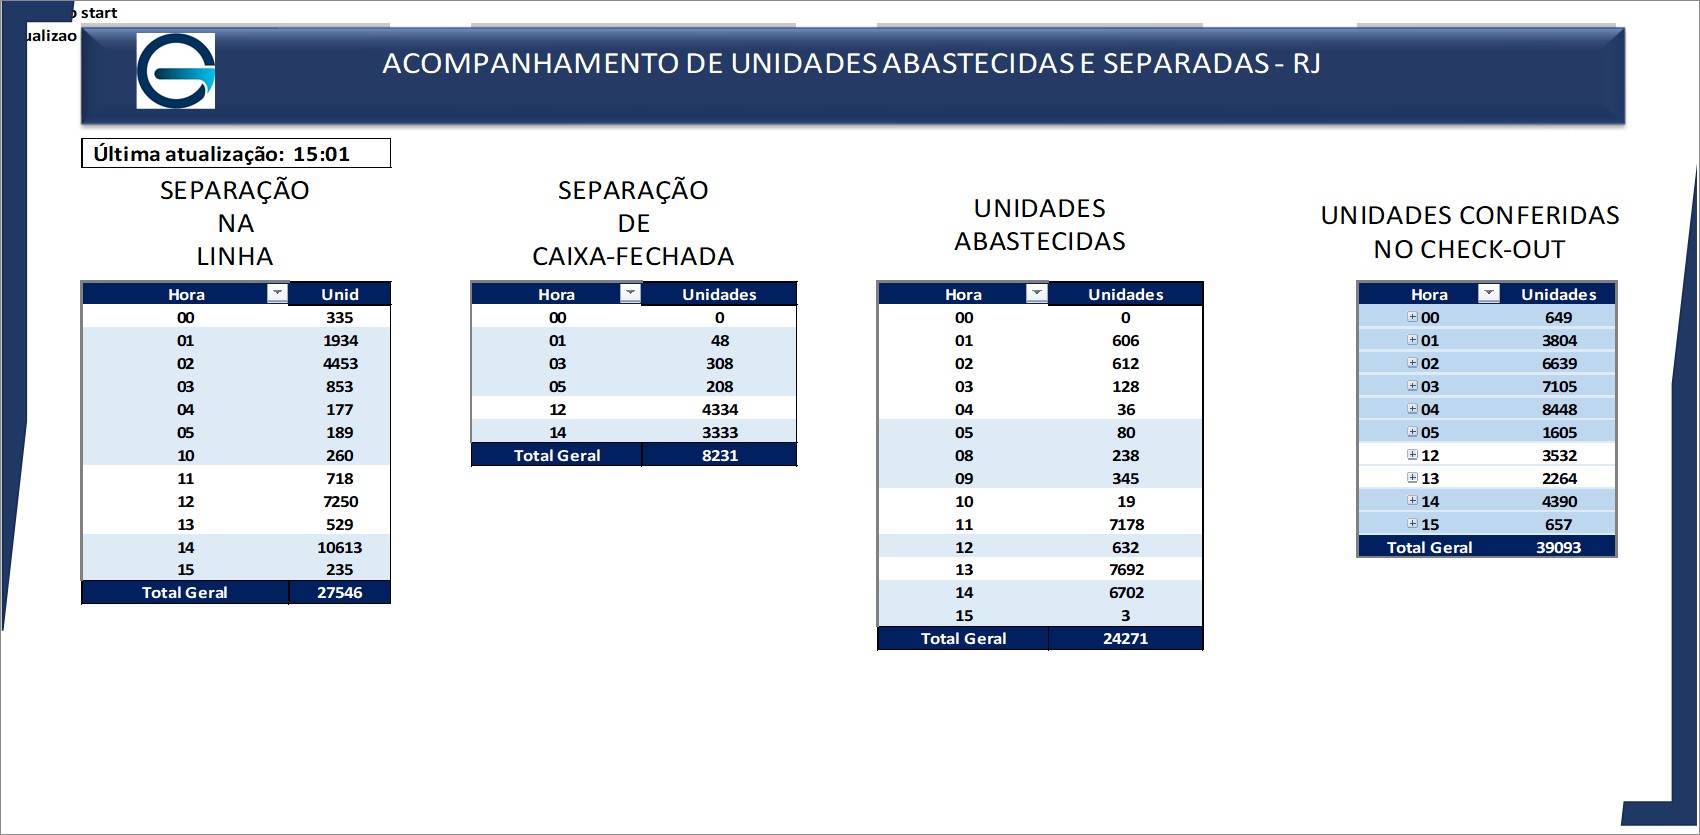 start
ACOMPANHAMENTO DE UNIDADES ABASTECIDAS E SEPARADAS - RJ
Última atualização: 15:01
SEPARAÇÃO
NA
LINHA
Hora Unid
00 335
01 1934
02 4453
03 853
04 177
05 189
10 260
11 718
12 7250
13 529
14 10613
15 235
Total Geral 27546
SEPARAÇÃO
DE
CAIXA-FECHADA
Hora Unidades
00 0
01 48
03 308
05 208
12 4334
14 3333
Total Geral 8231
UNIDADES
ABASTECIDAS
Hora Unidades
00 0
01 606
02 612
03 128
04 36
05 80
08 238
09 345
10 19
11 7178
12 632
13 7692
14 6702
15 3
Total Geral 24271
UNIDADES CONFERIDAS
NO CHECK-OUT
Hora Unidades
00 649
01 3804
02 6639
03 7105
04 8448
05 1605
12 3532
13 2264
14 4390
15 657
Total Geral 39093